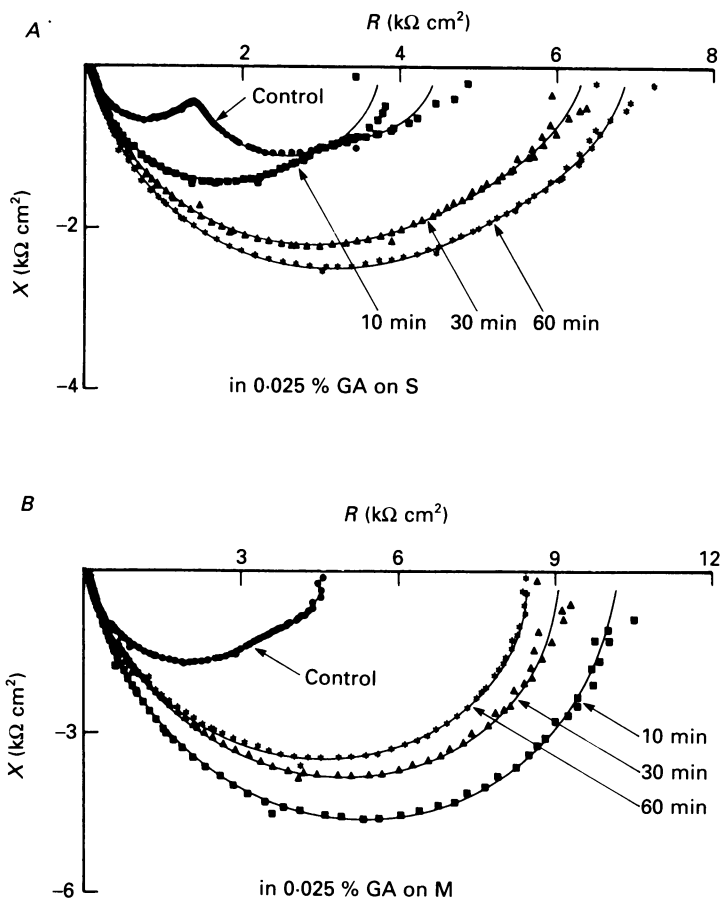 A
R (kΩ cm²)
2 4 6 8
Control
−2
X (kΩ cm²)
10 min 30 min 60 min
−4
in 0·025 % GA on S
B
R (kΩ cm²)
3 6 9 12
Control
−3
X (kΩ cm²)
10 min
30 min
60 min
−6
in 0·025 % GA on M